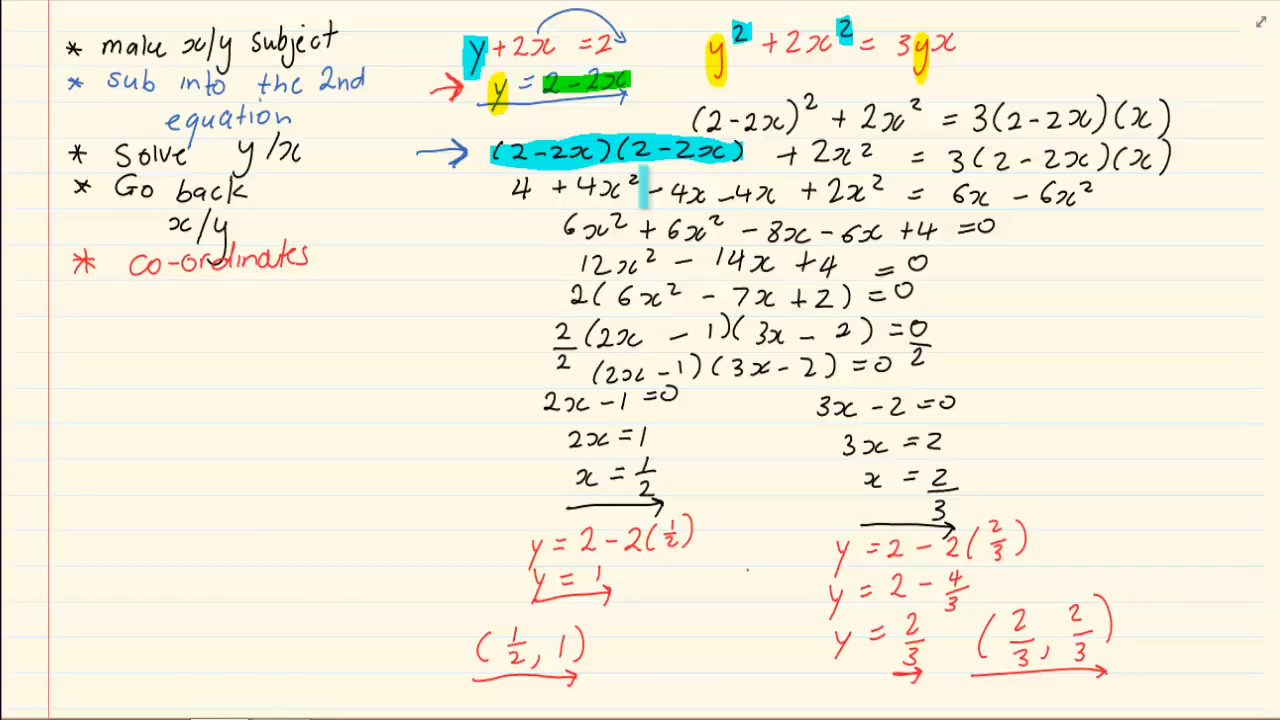 * make x/y subject
* sub into the 2nd
equation
* Solve y/x
* Go back
x/y
* co-ordinates
y + 2x = 2
y = 2 - 2x
y² + 2x² = 3yx
(2-2x)² + 2x² = 3(2-2x)(x)
(2-2x)(2-2x) + 2x² = 3(2-2x)(x)
4 + 4x² - 4x - 4x + 2x² = 6x - 6x²
6x² + 6x² - 8x - 6x + 4 = 0
12x² - 14x + 4 = 0
2(6x² - 7x + 2) = 0
2/2 (2x - 1)(3x - 2) = 0/2
(2x - 1)(3x - 2) = 0
2x - 1 = 0
2x = 1
x = 1/2
y = 2 - 2(1/2)
y = 1
(1/2, 1)
3x - 2 = 0
3x = 2
x = 2/3
y = 2 - 2(2/3)
y = 2 - 4/3
y = 2/3 (2/3, 2/3)